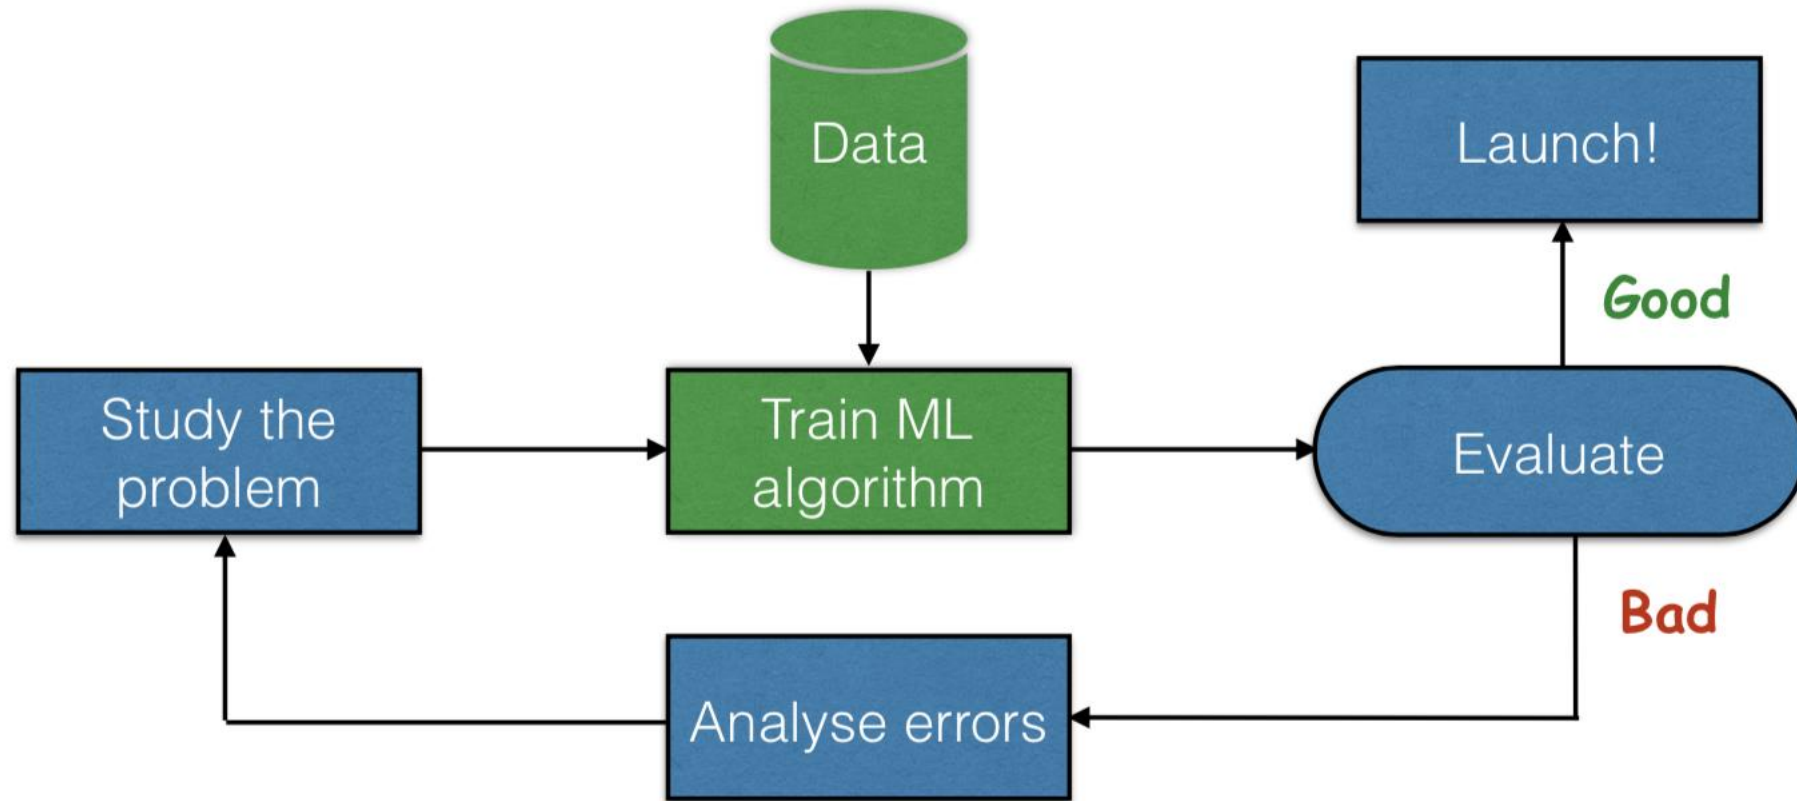 Data
Launch!
Good
Study the
problem
Train ML
algorithm
Evaluate
Bad
Analyse errors